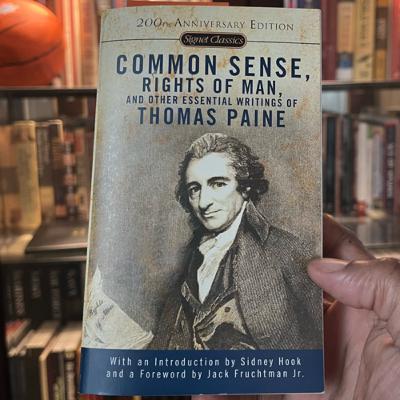 200TH ANNIVERSARY EDITION
Signet Classics
COMMON SENSE,
RIGHTS OF MAN,
AND OTHER ESSENTIAL WRITINGS OF
THOMAS PAINE
With an Introduction by Sidney Hook
and a Foreword by Jack Fruchtman Jr.